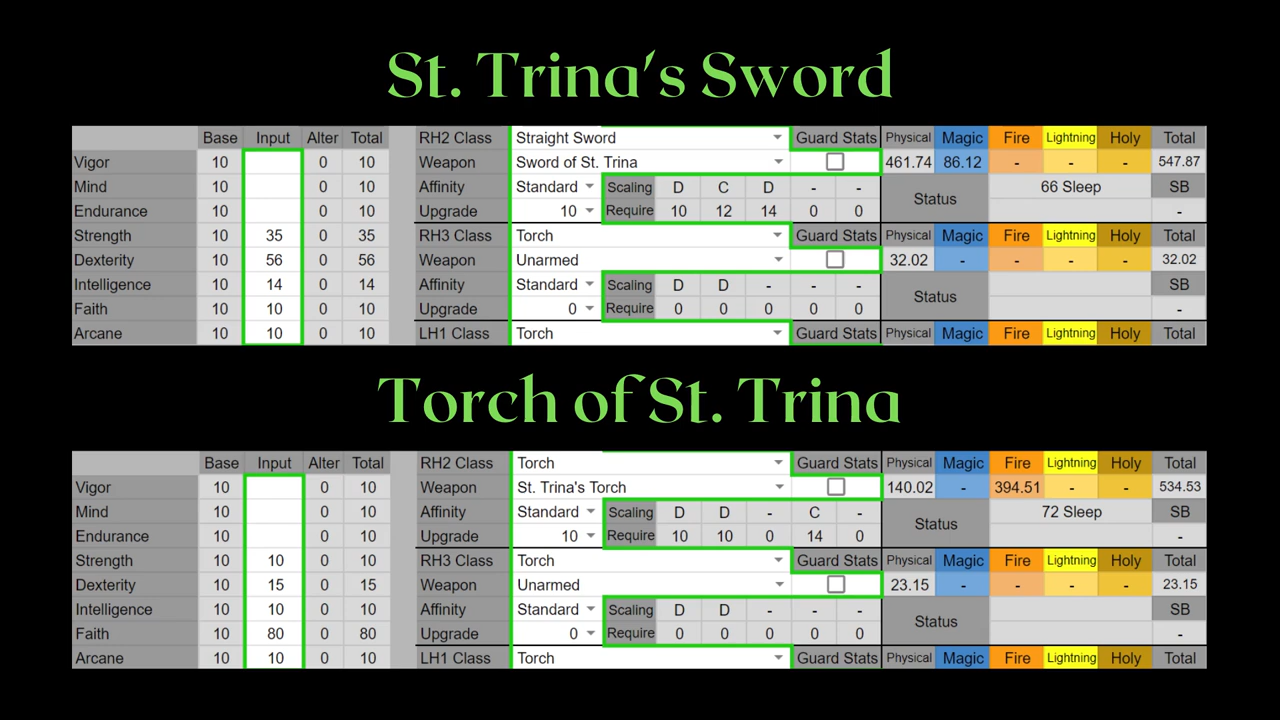 St. Trina's Sword
Base Input Alter Total RH2 Class Straight Sword Guard Stats Physical Magic Fire Lightning Holy Total
Vigor 10 0 10 Weapon Sword of St. Trina 461.74 86.12 - - - 547.87
Mind 10 0 10 Affinity Standard Scaling D C D - - Status 66 Sleep SB
Endurance 10 0 10 Upgrade 10 Require 10 12 14 0 0 -
Strength 10 35 0 35 RH3 Class Torch Guard Stats Physical Magic Fire Lightning Holy Total
Dexterity 10 56 0 56 Weapon Unarmed 32.02 - - - - 32.02
Intelligence 10 14 0 14 Affinity Standard Scaling D D - - - Status SB
Faith 10 10 0 10 Upgrade 0 Require 0 0 0 0 0 -
Arcane 10 10 0 10 LH1 Class Torch Guard Stats Physical Magic Fire Lightning Holy Total
Torch of St. Trina
Base Input Alter Total RH2 Class Torch Guard Stats Physical Magic Fire Lightning Holy Total
Vigor 10 0 10 Weapon St. Trina's Torch 140.02 - 394.51 - - 534.53
Mind 10 0 10 Affinity Standard Scaling D D - C - Status 72 Sleep SB
Endurance 10 0 10 Upgrade 10 Require 10 10 0 14 0 -
Strength 10 10 0 10 RH3 Class Torch Guard Stats Physical Magic Fire Lightning Holy Total
Dexterity 10 15 0 15 Weapon Unarmed 23.15 - - - - 23.15
Intelligence 10 10 0 10 Affinity Standard Scaling D D - - - Status SB
Faith 10 80 0 80 Upgrade 0 Require 0 0 0 0 0 -
Arcane 10 10 0 10 LH1 Class Torch Guard Stats Physical Magic Fire Lightning Holy Total